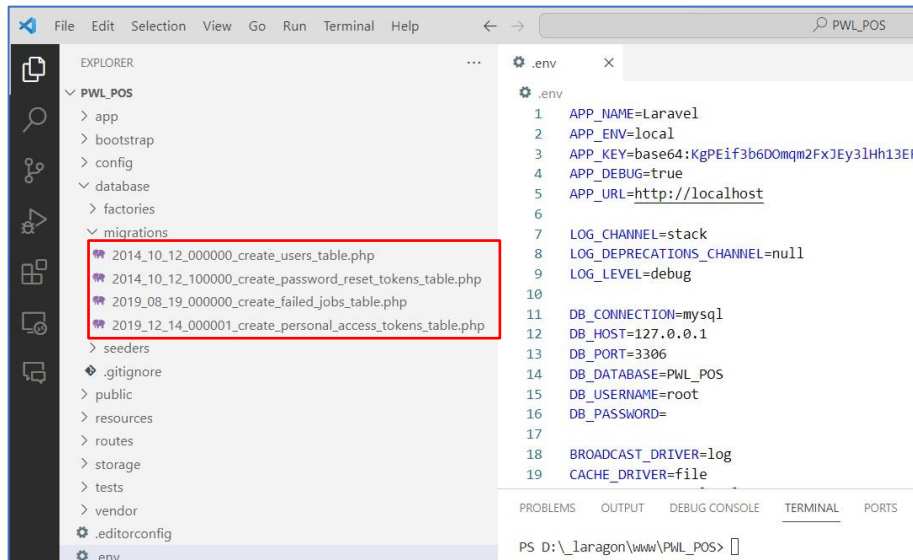 File Edit Selection View Go Run Terminal Help
PWL_POS
EXPLORER
PWL_POS
app
bootstrap
config
database
factories
migrations
2014_10_12_000000_create_users_table.php
2014_10_12_100000_create_password_reset_tokens_table.php
2019_08_19_000000_create_failed_jobs_table.php
2019_12_14_000001_create_personal_access_tokens_table.php
seeders
.gitignore
public
resources
routes
storage
tests
vendor
.editorconfig
.env
.env
.env
1 APP_NAME=Laravel
2 APP_ENV=local
3 APP_DEBUG=true
4 APP_DEBUG=true
5 APP_URL=http://localhost
6
7 LOG_CHANNEL=stack
8 LOG_DEPRECATIONS_CHANNEL=null
9 LOG_LEVEL=debug
10
11 DB_CONNECTION=mysql
12 DB_HOST=127.0.0.1
13 DB_PORT=3306
14 DB_DATABASE=PWL_POS
15 DB_USERNAME=root
16 DB_PASSWORD=
17
18 BROADCAST_DRIVER=log
19 CACHE_DRIVER=file
PROBLEMS OUTPUT DEBUG CONSOLE TERMINAL PORTS
PS D:\_laragon\www\PWL_POS>